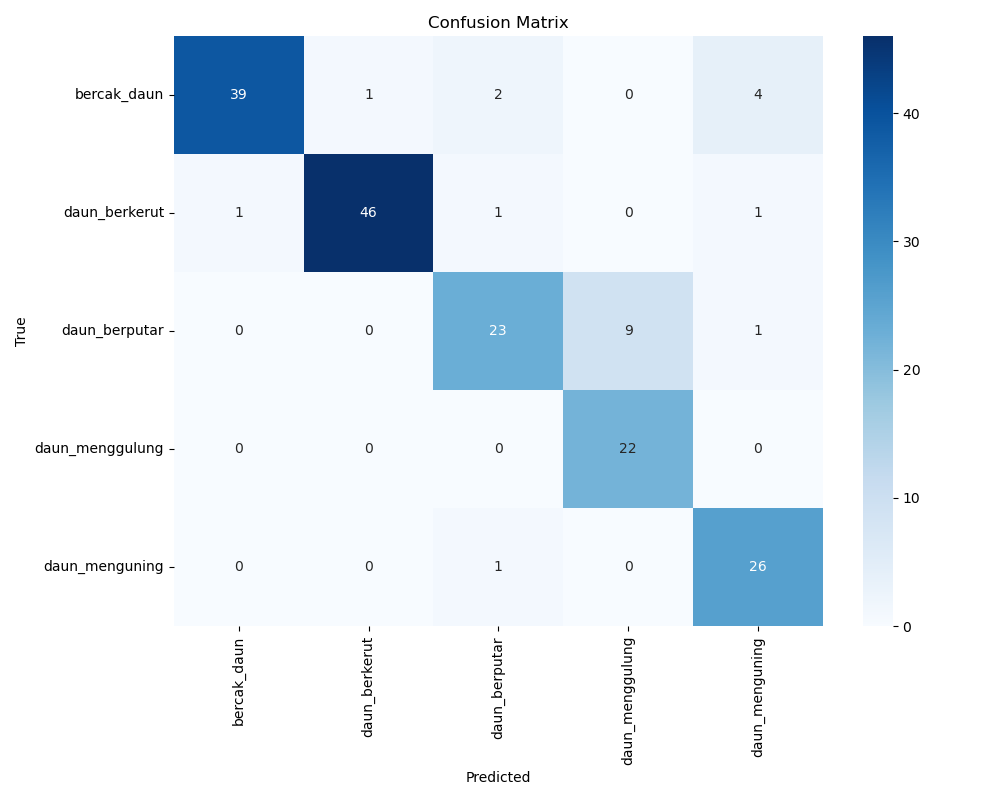 Confusion Matrix
True
bercak_daun 39 1 2 0 4
daun_berkerut 1 46 1 0 1
daun_berputar 0 0 23 9 1
daun_menggulung 0 0 0 22 0
daun_menguning 0 0 1 0 26
bercak_daun daun_berkerut daun_berputar daun_menggulung daun_menguning
Predicted
40
30
20
10
0